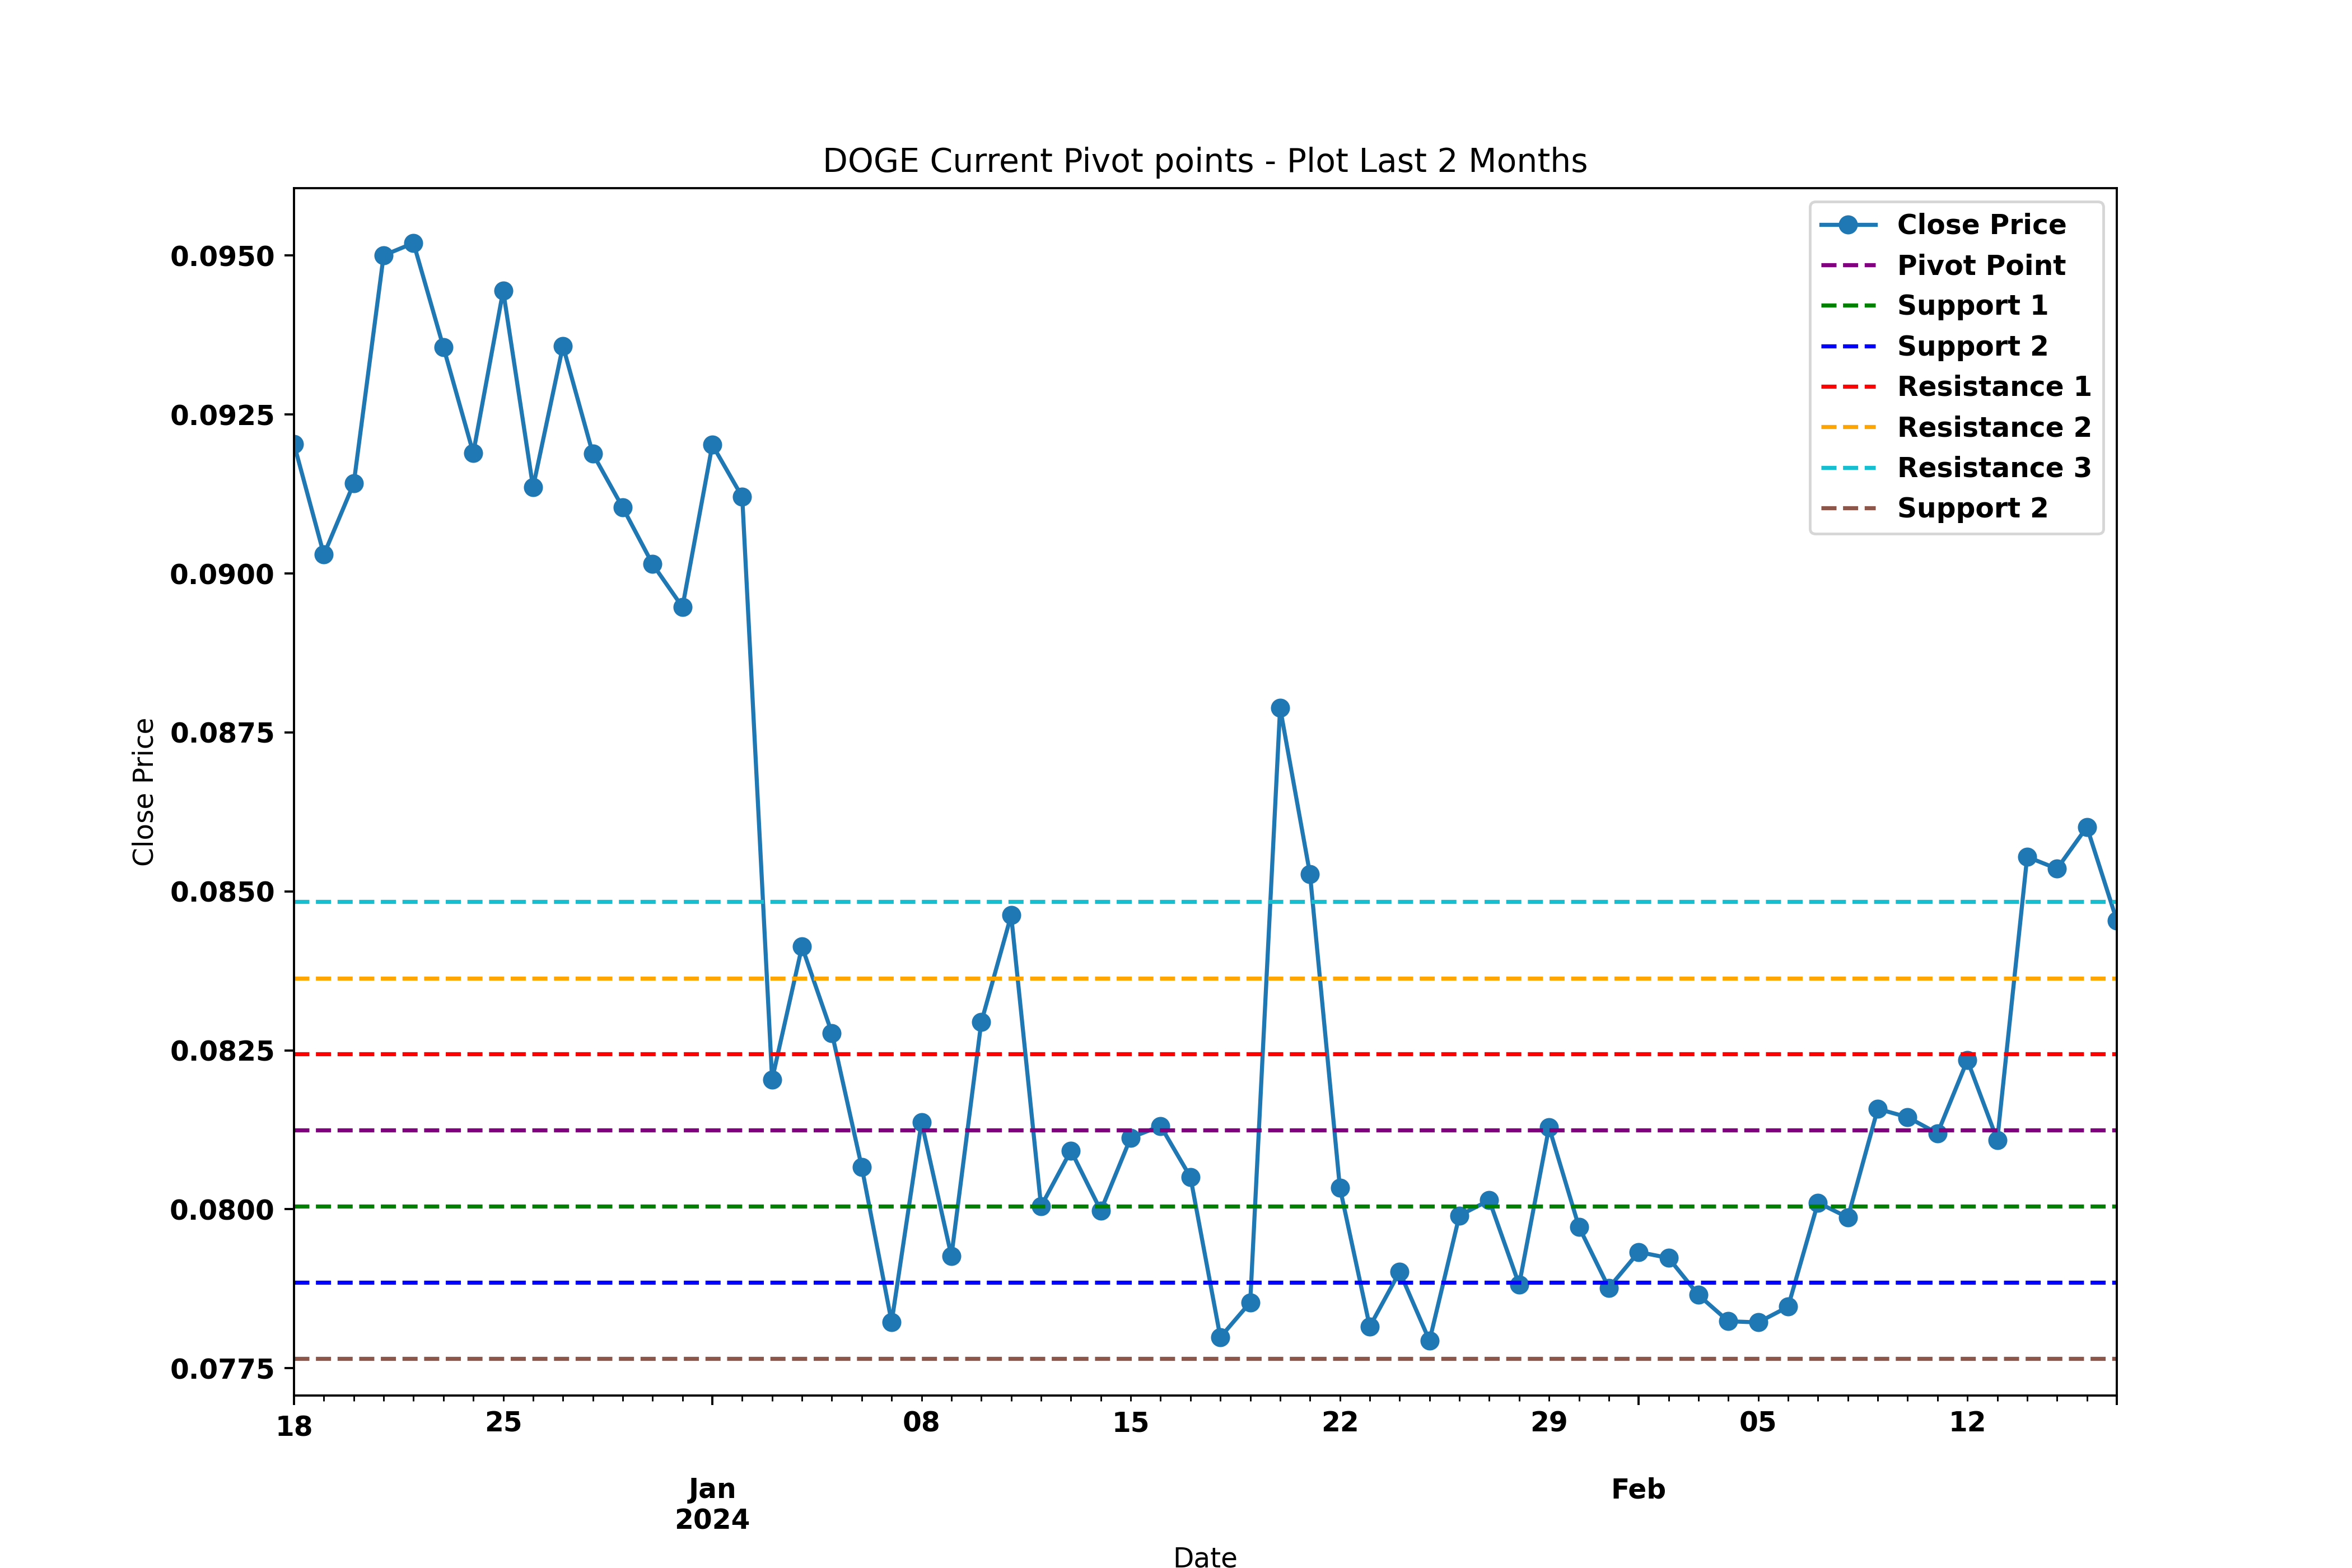 DOGE Current Pivot points - Plot Last 2 Months
Close Price
Pivot Point
Support 1
Support 2
Resistance 1
Resistance 2
Resistance 3
Support 2
0.0950
0.0925
0.0900
0.0875
0.0850
0.0825
0.0800
0.0775
Close Price
18 25 08 15 22 29 05 12
Jan Feb
2024
Date